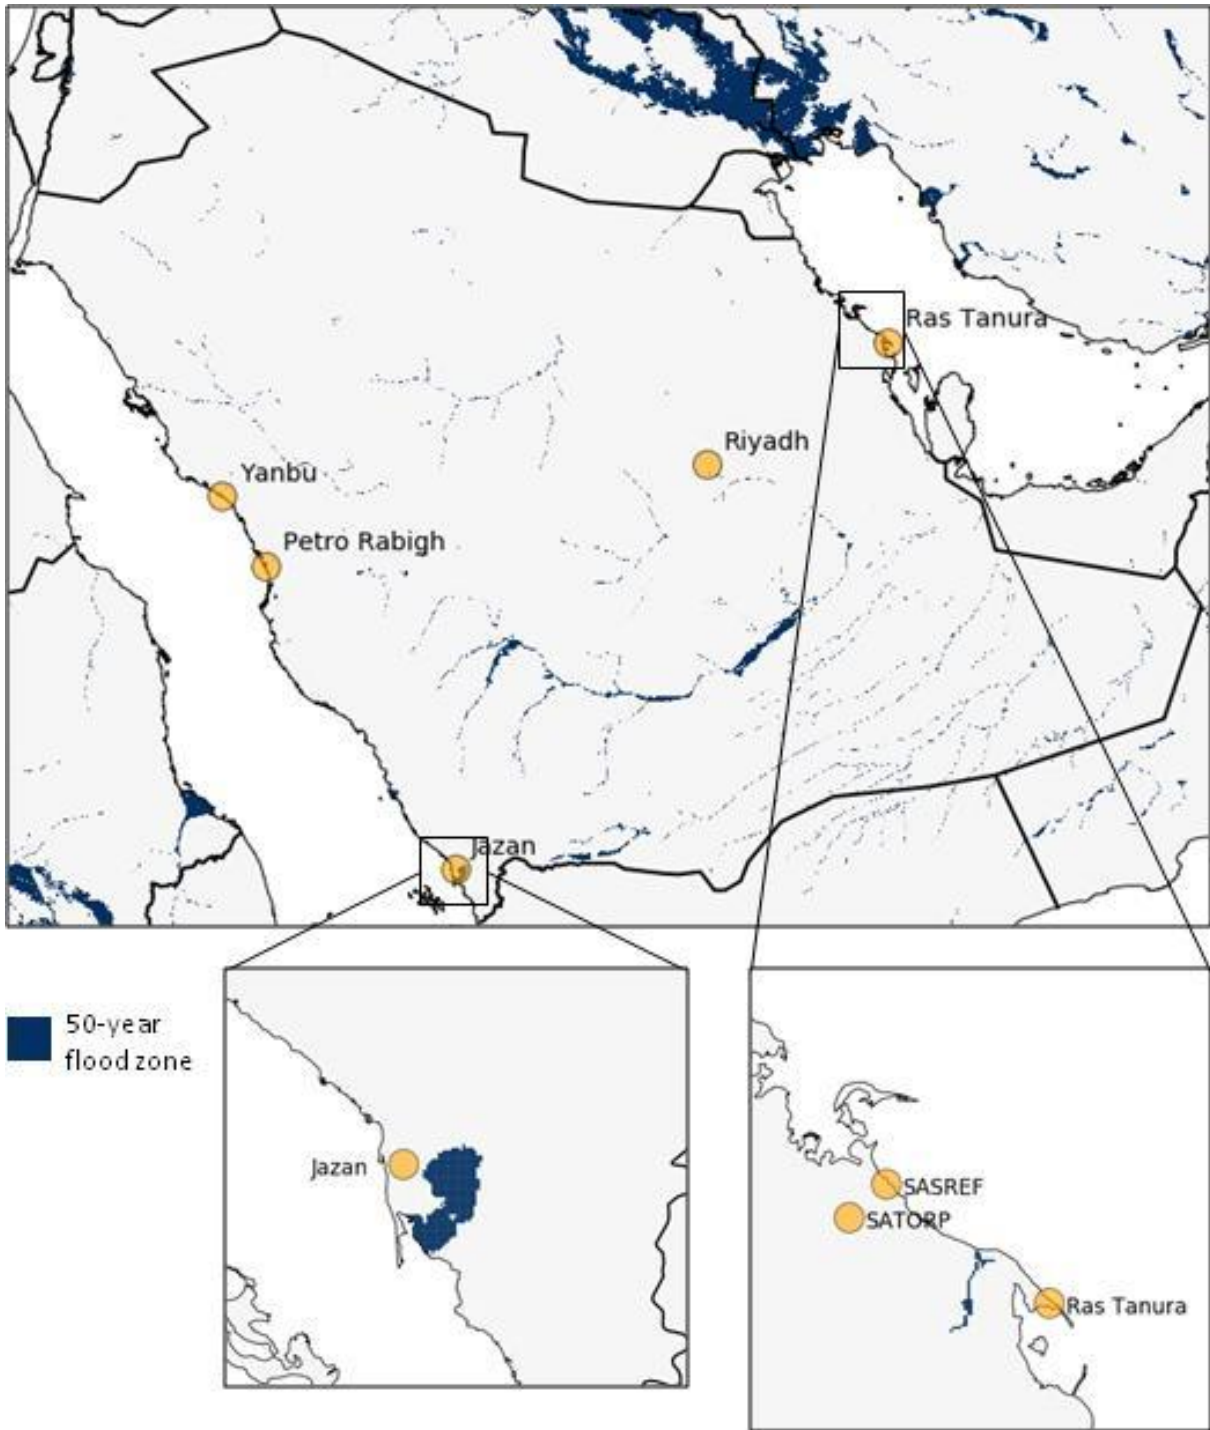 Ras Tanura
Riyadh
Yanbu
Petro Rabigh
Jazan
50-year
flood zone
Jazan
SASREF
SATORP
Ras Tanura